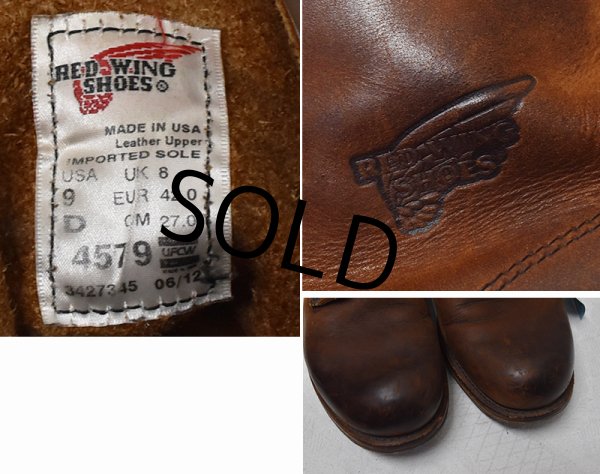 RED WING
SHOES
MADE IN USA
Leather Upper
IMPORTED SOLE
USA UK 8
9 EUR 42.0
D CM 27.0
4579 UFCW
3427345 06/12
RED WING
SHOES
SOLD